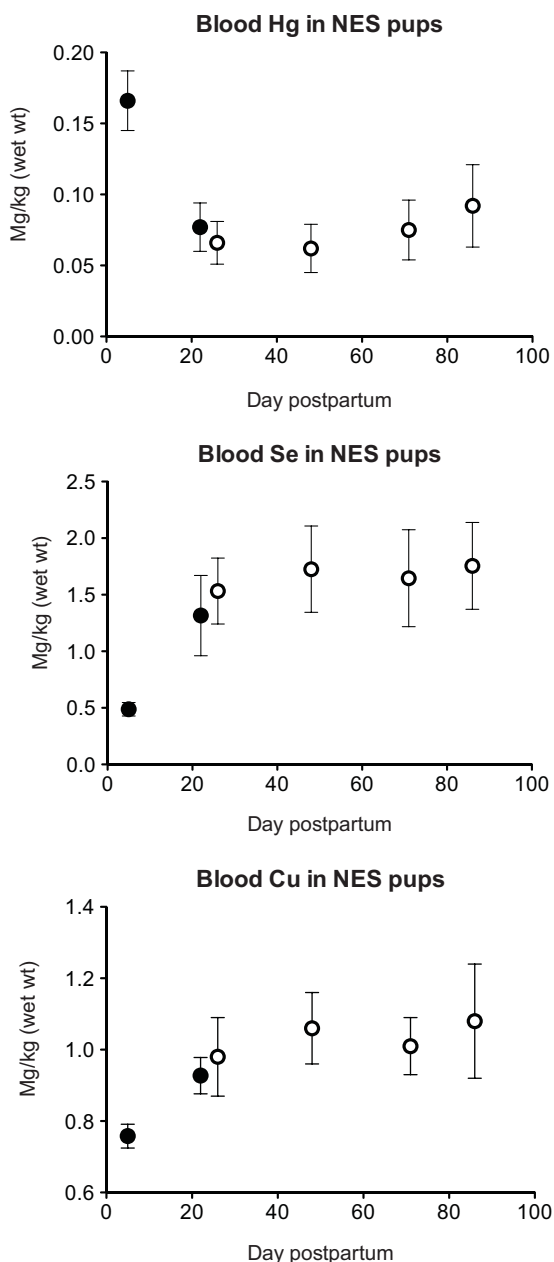 Blood Hg in NES pups
0.20
0.15
0.10
0.05
0.00
Mg/kg (wet wt)
0 20 40 60 80 100
Day postpartum
Blood Se in NES pups
2.5
2.0
1.5
1.0
0.5
0.0
Mg/kg (wet wt)
0 20 40 60 80 100
Day postpartum
Blood Cu in NES pups
1.4
1.2
1.0
0.8
0.6
Mg/kg (wet wt)
0 20 40 60 80 100
Day postpartum